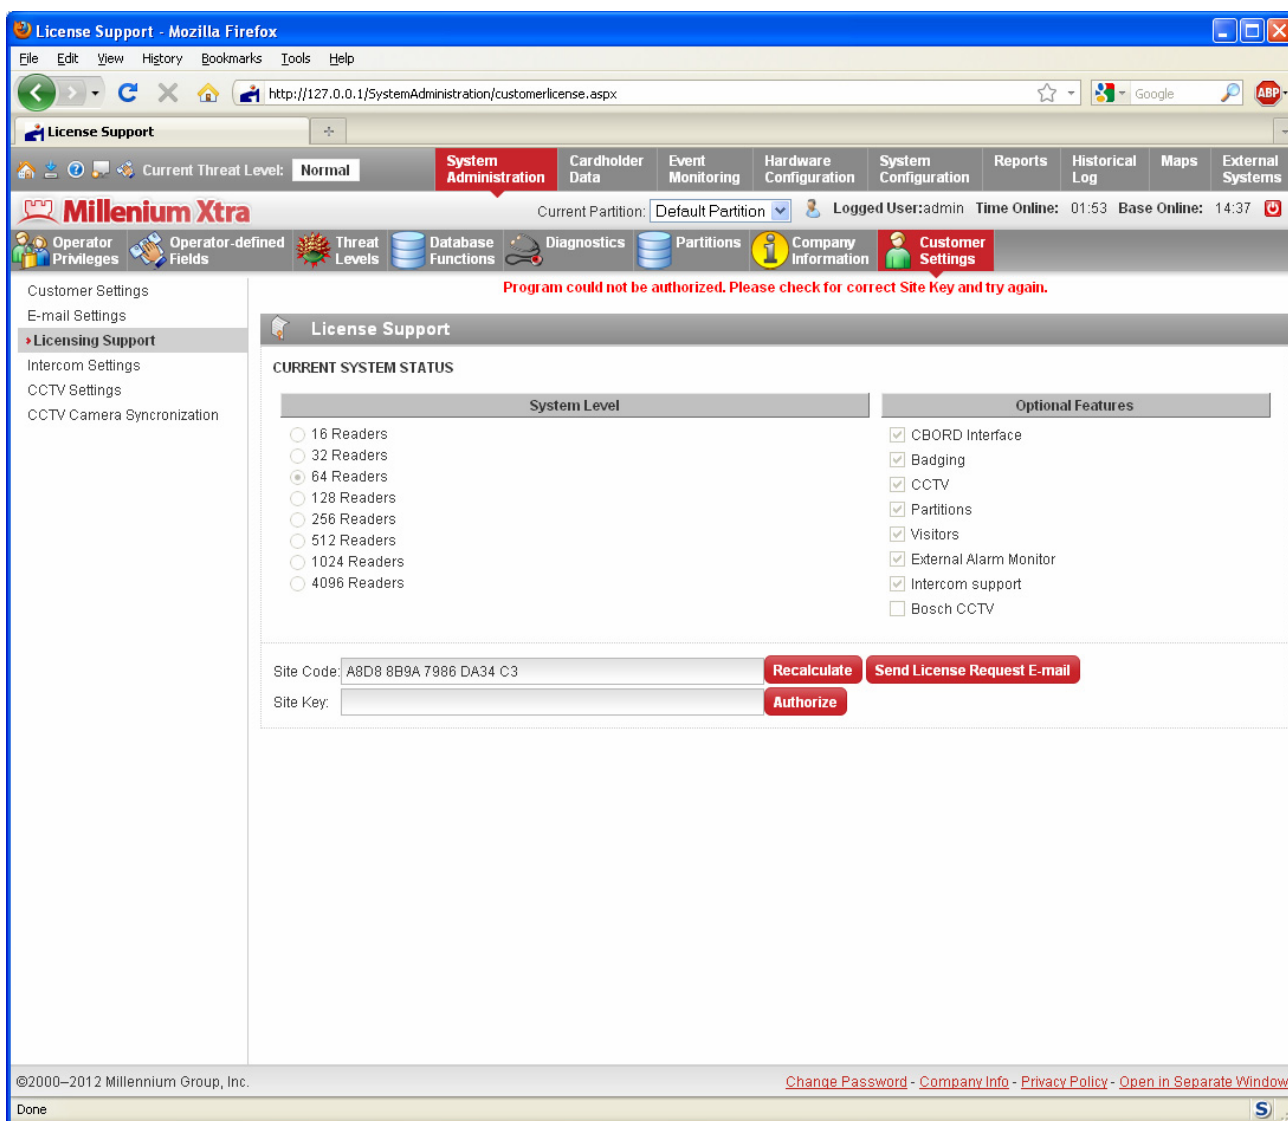 License Support - Mozilla Firefox
File Edit View History Bookmarks Tools Help
http://127.0.0.1/SystemAdministration/customerlicense.aspx
Google
ABP
License Support
Current Threat Level: Normal
System Administration
Cardholder Data
Event Monitoring
Hardware Configuration
System Configuration
Reports
Historical Log
Maps
External Systems
Millenium Xtra
Current Partition: Default Partition Logged User:admin Time Online: 01:53 Base Online: 14:37
Operator Privileges
Operator-defined Fields
Threat Levels
Database Functions
Diagnostics
Partitions
Company Information
Customer Settings
Program could not be authorized. Please check for correct Site Key and try again.
Customer Settings
E-mail Settings
Licensing Support
Intercom Settings
CCTV Settings
CCTV Camera Syncronization
License Support
CURRENT SYSTEM STATUS
System Level
16 Readers
32 Readers
64 Readers
128 Readers
256 Readers
512 Readers
1024 Readers
4096 Readers
Optional Features
CBORD Interface
Badging
CCTV
Partitions
Visitors
External Alarm Monitor
Intercom support
Bosch CCTV
Site Code: A8D8 8B9A 7986 DA34 C3 Recalculate Send License Request E-mail
Site Key: Authorize
©2000–2012 Millennium Group, Inc.
Change Password - Company Info - Privacy Policy - Open in Separate Window
Done